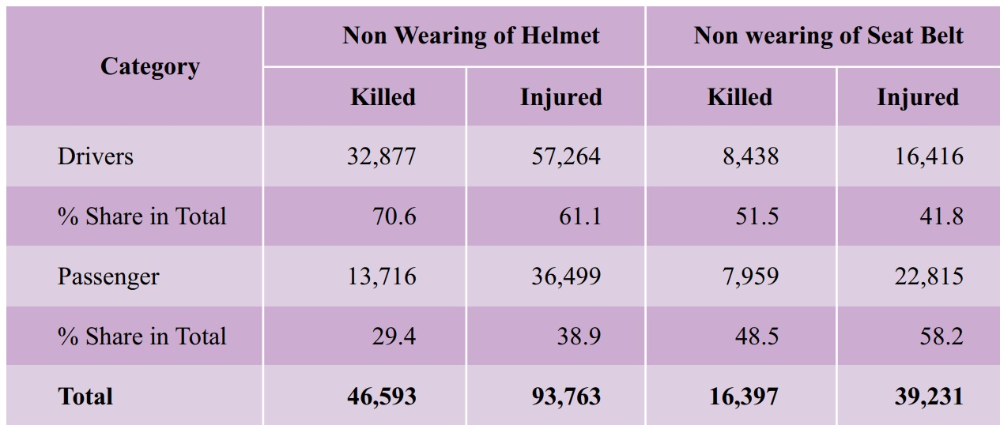 Category Non Wearing of Helmet Non wearing of Seat Belt
Killed Injured Killed Injured
Drivers 32,877 57,264 8,438 16,416
% Share in Total 70.6 61.1 51.5 41.8
Passenger 13,716 36,499 7,959 22,815
% Share in Total 29.4 38.9 48.5 58.2
Total 46,593 93,763 16,397 39,231